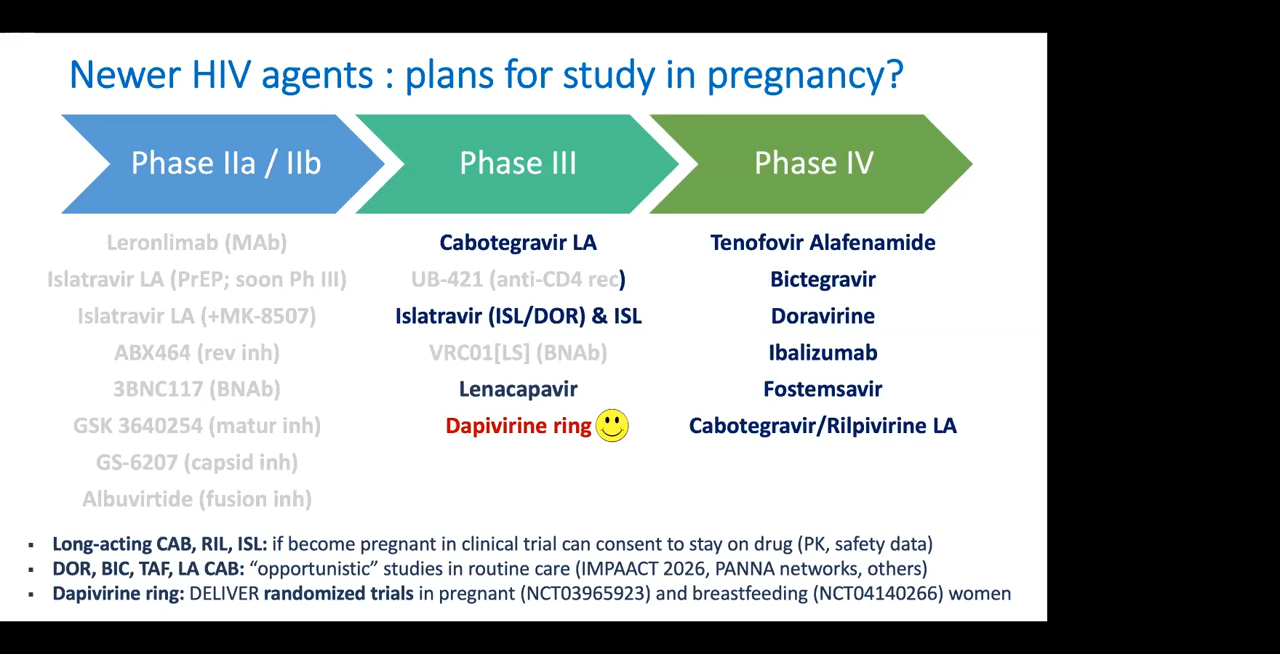 Newer HIV agents : plans for study in pregnancy?
Phase IIa / IIb
Phase III
Phase IV
Leronlimab (MAb)
Islatravir LA (PrEP; soon Ph III)
Islatravir LA (+MK-8507)
ABX464 (rev inh)
3BNC117 (BNAb)
GSK 3640254 (matur inh)
GS-6207 (capsid inh)
Albuvirtide (fusion inh)
Cabotegravir LA
UB-421 (anti-CD4 rec)
Islatravir (ISL/DOR) & ISL
VRC01[LS] (BNAb)
Lenacapavir
Dapivirine ring
Tenofovir Alafenamide
Bictegravir
Doravirine
Ibalizumab
Fostemsavir
Cabotegravir/Rilpivirine LA
▪ Long-acting CAB, RIL, ISL: if become pregnant in clinical trial can consent to stay on drug (PK, safety data)
▪ DOR, BIC, TAF, LA CAB: “opportunistic” studies in routine care (IMPAACT 2026, PANNA networks, others)
▪ Dapivirine ring: DELIVER randomized trials in pregnant (NCT03965923) and breastfeeding (NCT04140266) women